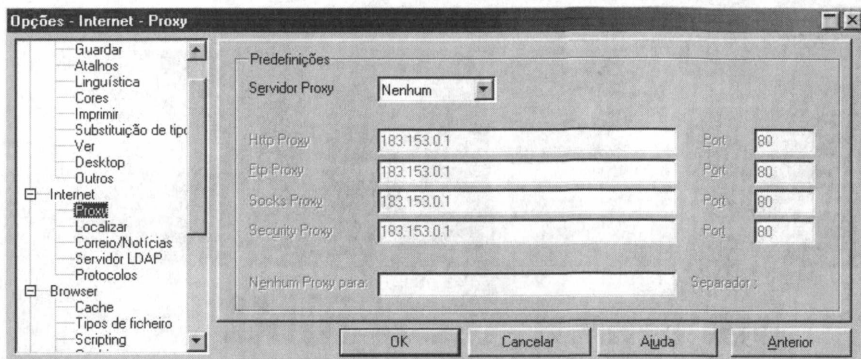 Opções - Internet - Proxy
Guardar
Atalhos
Linguística
Cores
Imprimir
Substituição de tipo
Ver
Desktop
Outros
Internet
Proxy
Localizar
Correio/Notícias
Servidor LDAP
Protocolos
Browser
Cache
Tipos de ficheiro
Scripting
Predefinições
Servidor Proxy Nenhum
Http Proxy 183.153.0.1 Port 80
Ftp Proxy 183.153.0.1 Port 80
Socks Proxy 183.153.0.1 Port 80
Security Proxy 183.153.0.1 Port 80
Nenhum Proxy para: Separador ;
OK Cancelar Ajuda Anterior